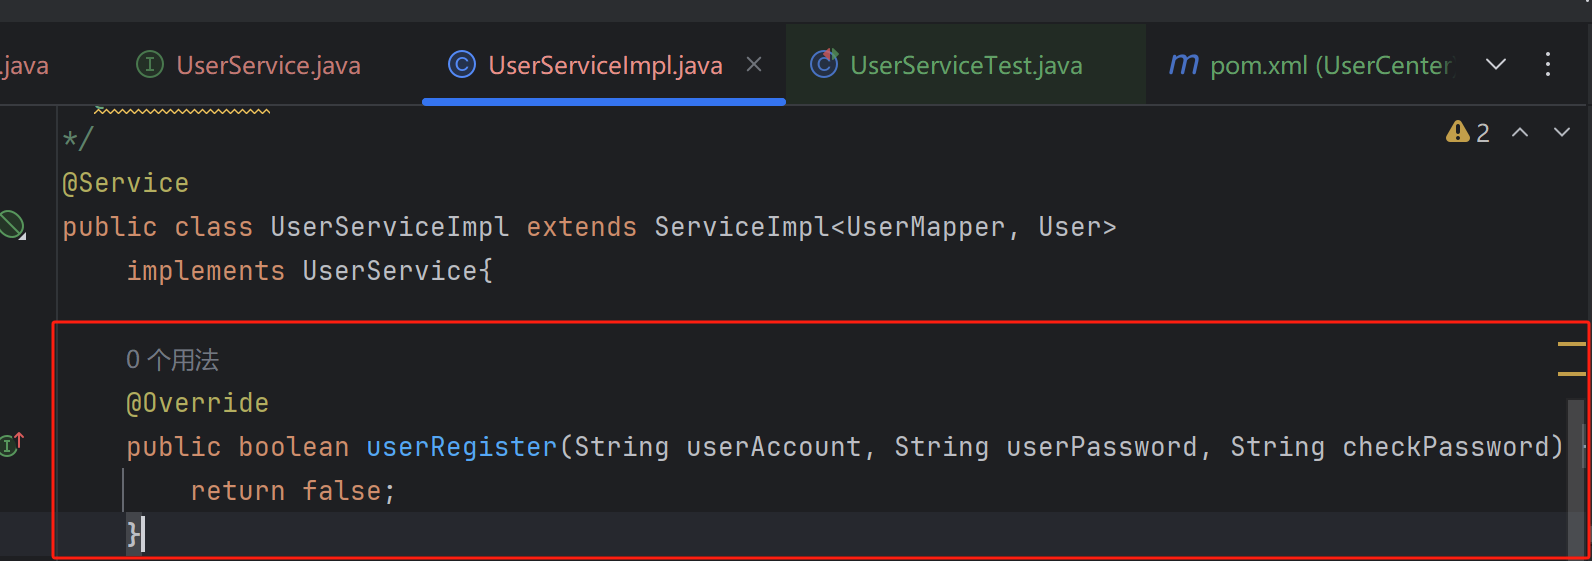 .java UserService.java UserServiceImpl.java UserServiceTest.java pom.xml (UserCenter
*/ 2
@Service
public class UserServiceImpl extends ServiceImpl<UserMapper, User>
implements UserService{
0 个用法
@Override
public boolean userRegister(String userAccount, String userPassword, String checkPassword)
return false;
}